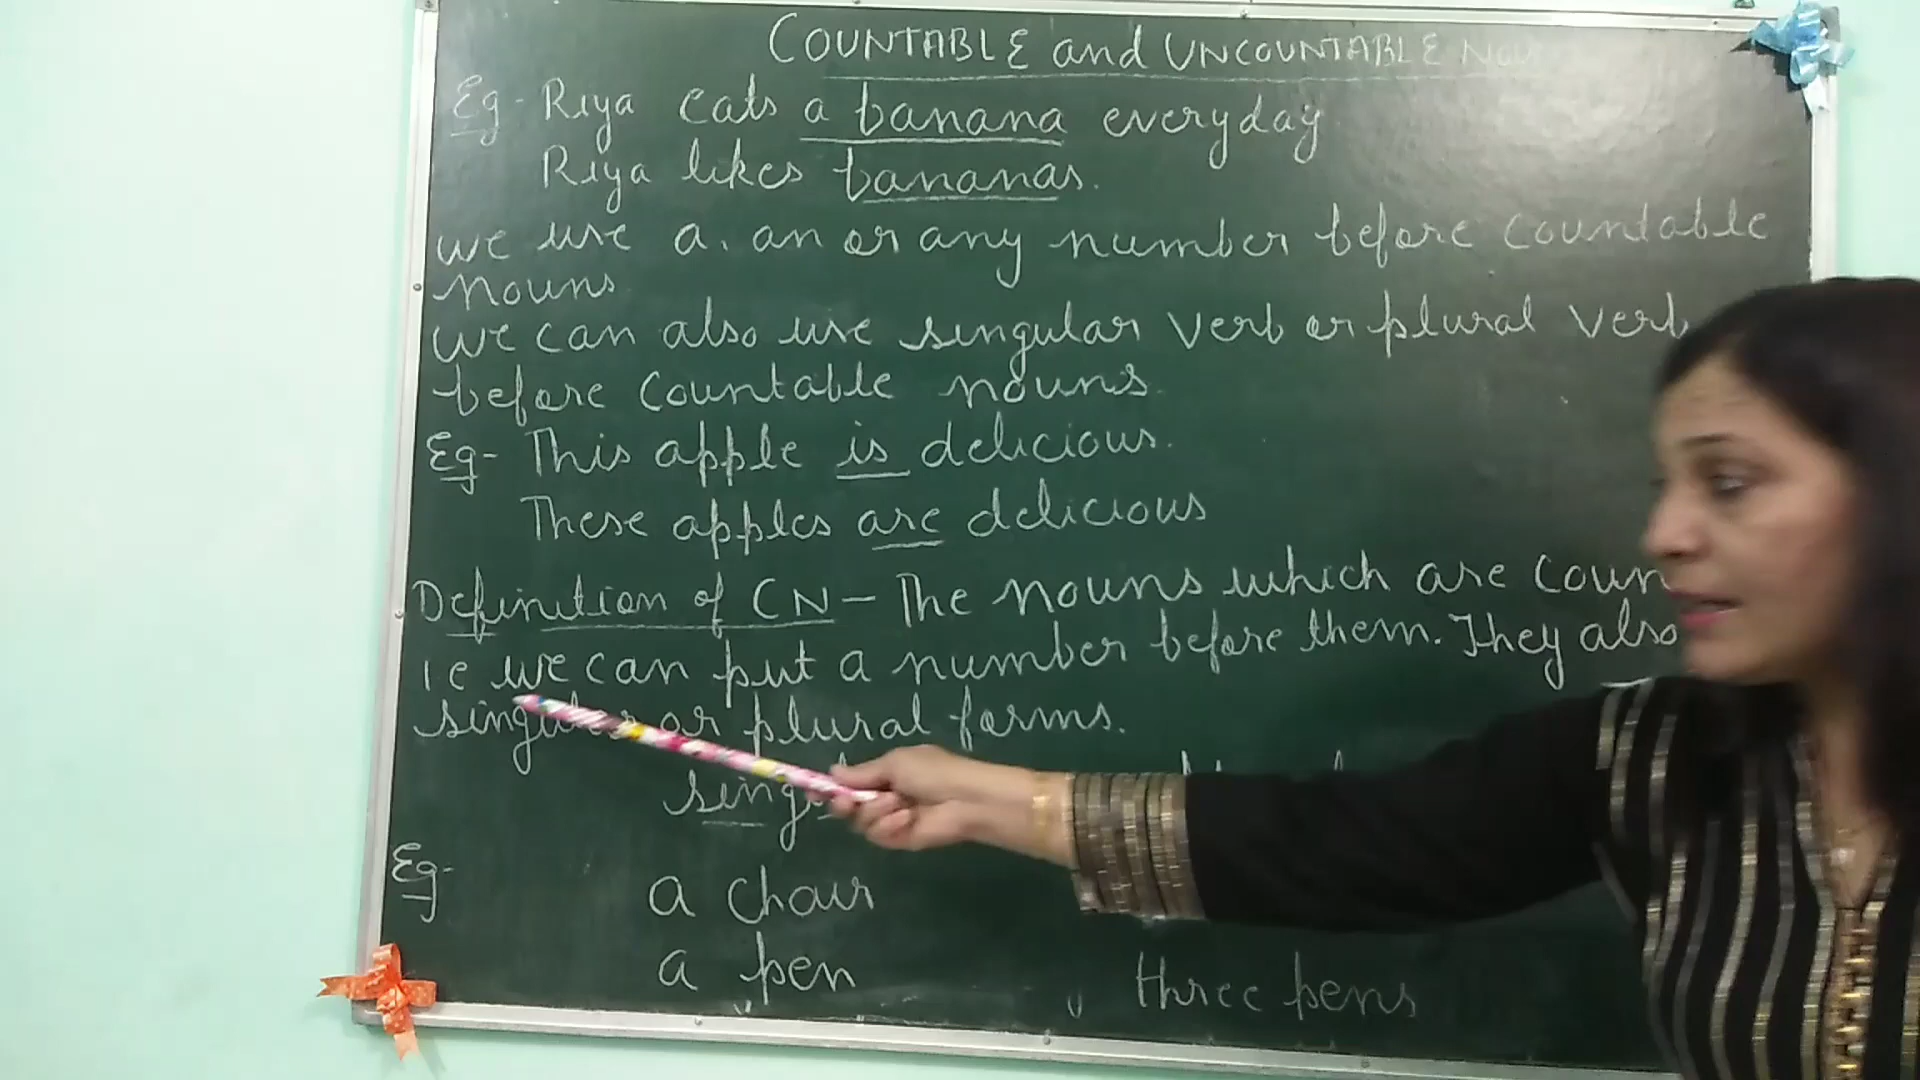 COUNTABLE and UNCOUNTABLE
Eg- Riya eats a banana everyday
Riya likes bananas.
we use a, an or any number before countable
nouns
we can also use singular verb or plural verb
before countable nouns.
Eg- This apple is delicious.
These apples are delicious
Definition of CN - The nouns which are coun
i.e we can put a number before them. They also
singular or plural forms.
Eg-
a chair
a pen three pens